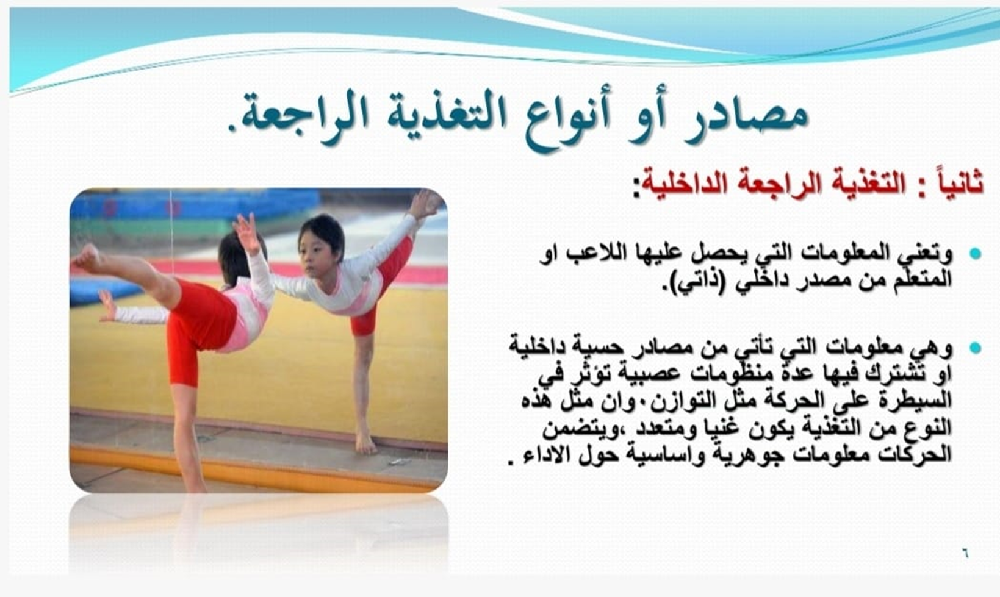 مصادر أو أنواع التغذية الراجعة.
ثانياً : التغذية الراجعة الداخلية:
وتعني المعلومات التي يحصل عليها اللاعب او
المتعلم من مصدر داخلي (ذاتي).
وهي معلومات التي تأتي من مصادر حسية داخلية
او تشترك فيها عدة منظومات عصبية تؤثر في
السيطرة على الحركة مثل التوازن٠وان مثل هذه
النوع من التغذية يكون غنيا ومتعدد ،ويتضمن
الحركات معلومات جوهرية واساسية حول الاداء .
٦